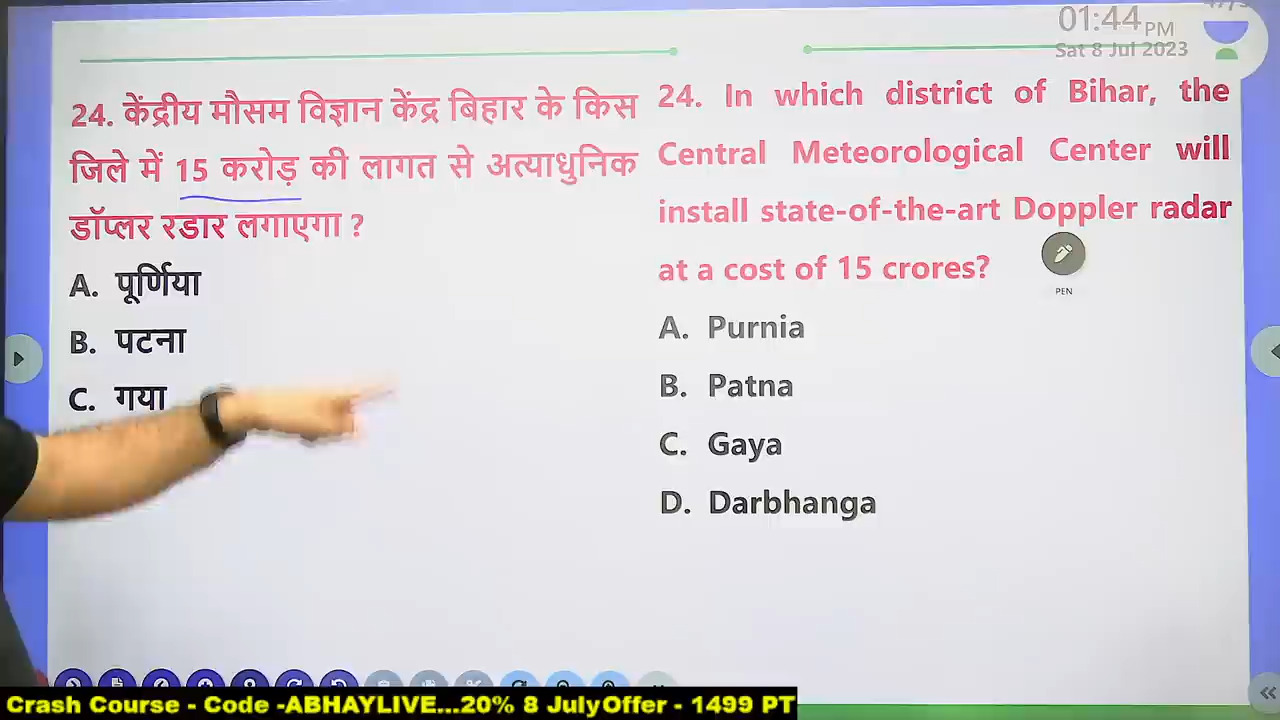 01:44 PM
Sat 8 Jul 2023
24. केंद्रीय मौसम विज्ञान केंद्र बिहार के किस
जिले में 15 करोड़ की लागत से अत्याधुनिक
डॉप्लर रडार लगाएगा ?
A. पूर्णिया
B. पटना
C. गया
24. In which district of Bihar, the
Central Meteorological Center will
install state-of-the-art Doppler radar
at a cost of 15 crores?
PEN
A. Purnia
B. Patna
C. Gaya
D. Darbhanga
Crash Course - Code -ABHAYLIVE...20% 8 JulyOffer - 1499 PT